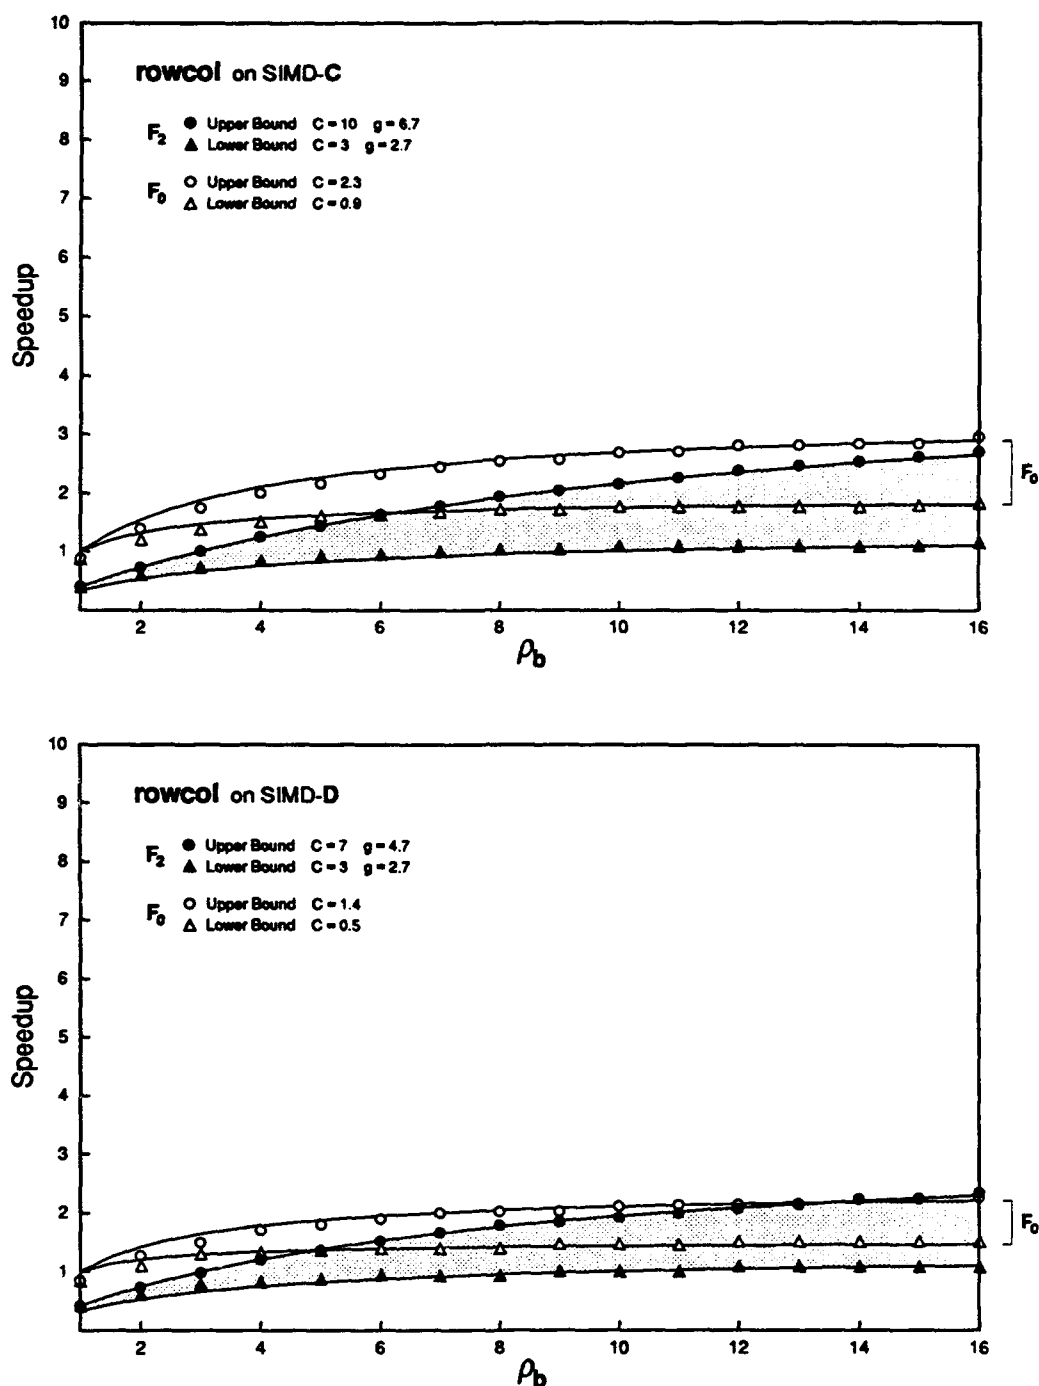 10
9
8
7
6
5
4
3
2
1
Speedup
rowcol on SIMD-C
F2 ● Upper Bound C = 10 g = 6.7
▲ Lower Bound C = 3 g = 2.7
F0 ○ Upper Bound C = 2.3
△ Lower Bound C = 0.9
F0
2 4 6 8 10 12 14 16
ρb
10
9
8
7
6
5
4
3
2
1
Speedup
rowcol on SIMD-D
F2 ● Upper Bound C = 7 g = 4.7
▲ Lower Bound C = 3 g = 2.7
F0 ○ Upper Bound C = 1.4
△ Lower Bound C = 0.5
F0
2 4 6 8 10 12 14 16
ρb